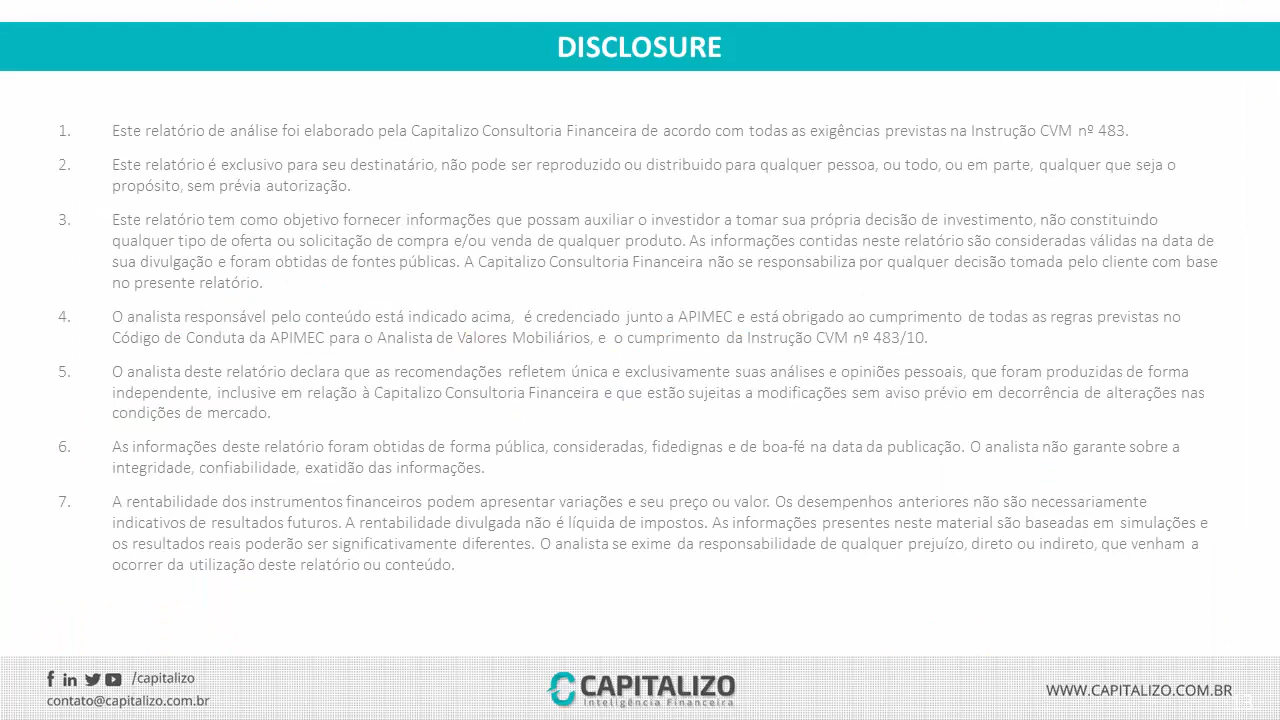 DISCLOSURE
1. Este relatório de análise foi elaborado pela Capitalizo Consultoria Financeira de acordo com todas as exigências previstas na Instrução CVM nº 483.
2. Este relatório é exclusivo para seu destinatário, não pode ser reproduzido ou distribuido para qualquer pessoa, ou todo, ou em parte, qualquer que seja o
propósito, sem prévia autorização.
3. Este relatório tem como objetivo fornecer informações que possam auxiliar o investidor a tomar sua própria decisão de investimento, não constituindo
qualquer tipo de oferta ou solicitação de compra e/ou venda de qualquer produto. As informações contidas neste relatório são consideradas válidas na data de
sua divulgação e foram obtidas de fontes públicas. A Capitalizo Consultoria Financeira não se responsabiliza por qualquer decisão tomada pelo cliente com base
no presente relatório.
4. O analista responsável pelo conteúdo está indicado acima, é credenciado junto a APIMEC e está obrigado ao cumprimento de todas as regras previstas no
Código de Conduta da APIMEC para o Analista de Valores Mobiliários, e o cumprimento da Instrução CVM nº 483/10.
5. O analista deste relatório declara que as recomendações refletem única e exclusivamente suas análises e opiniões pessoais, que foram produzidas de forma
independente, inclusive em relação à Capitalizo Consultoria Financeira e que estão sujeitas a modificações sem aviso prévio em decorrência de alterações nas
condições de mercado.
6. As informações deste relatório foram obtidas de forma pública, consideradas, fidedignas e de boa-fé na data da publicação. O analista não garante sobre a
integridade, confiabilidade, exatidão das informações.
7. A rentabilidade dos instrumentos financeiros podem apresentar variações e seu preço ou valor. Os desempenhos anteriores não são necessariamente
indicativos de resultados futuros. A rentabilidade divulgada não é líquida de impostos. As informações presentes neste material são baseadas em simulações e
os resultados reais poderão ser significativamente diferentes. O analista se exime da responsabilidade de qualquer prejuízo, direto ou indireto, que venham a
ocorrer da utilização deste relatório ou conteúdo.
/capitalizo
contato@capitalizo.com.br
CAPITALIZO
Inteligência Financeira
WWW.CAPITALIZO.COM.BR